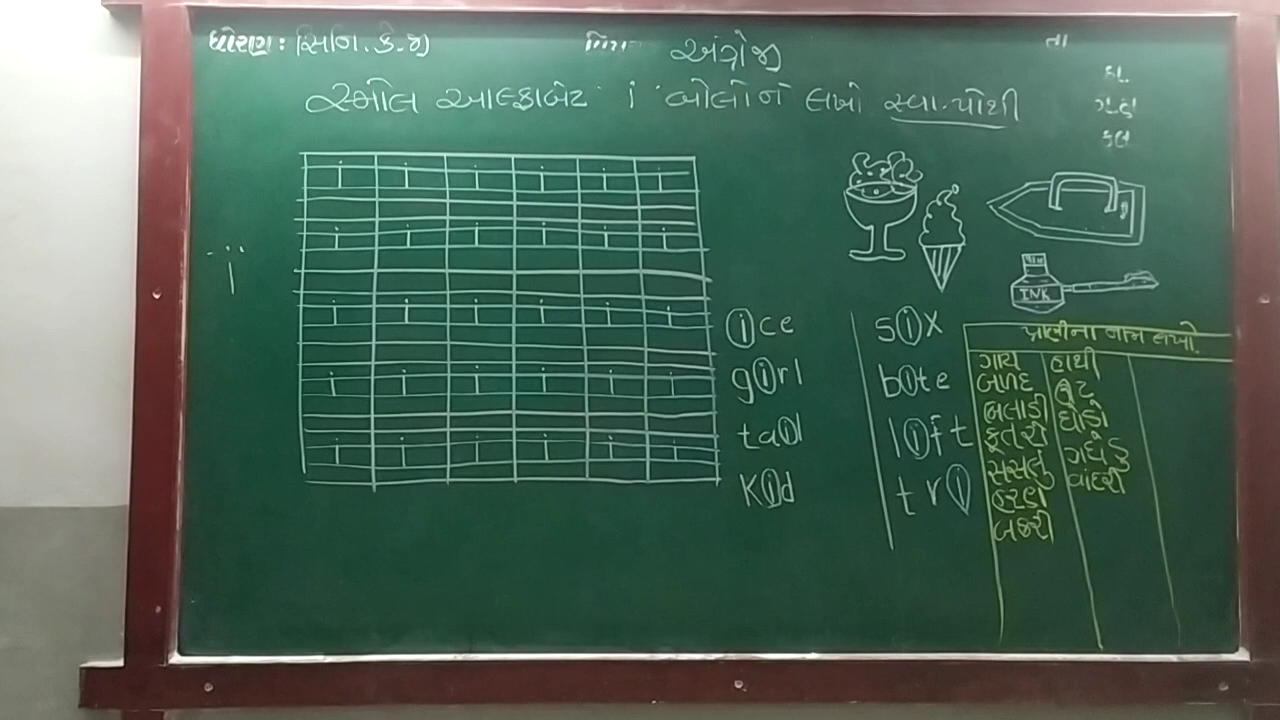 ધોરણ : સિનિ. કે. જી
વિષય
અંગ્રેજી
તા
સ્મોલ આલ્ફાબેટ i બોલીને લખો સ્વા.પોથી
i i i i i i
i i i i i i
i i i i i i
i i i i i i
i i i i i i
i
ice
girl
tail
Kid
six
bite
lift
tri
INK
પ્રાણીના નામ લખો.
ગાય
બળદ
બિલાડી
કૂતરો
સસલું
હરણ
બકરી
હાથી
ઊંટ
ઘોડો
ગધેડું
વાંદરો